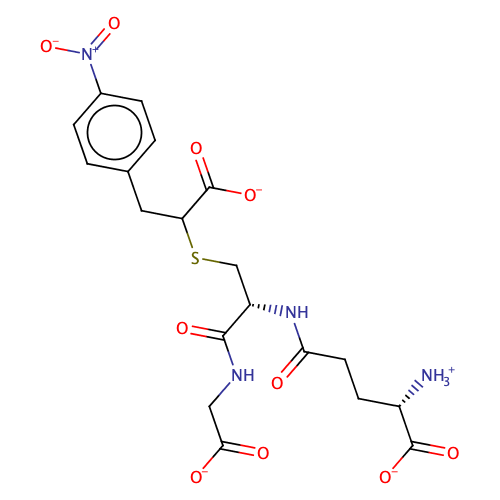 O
O⁻ N⁺
O
O⁻
S
O NH
NH O NH₃⁺
O⁻ O O⁻ O